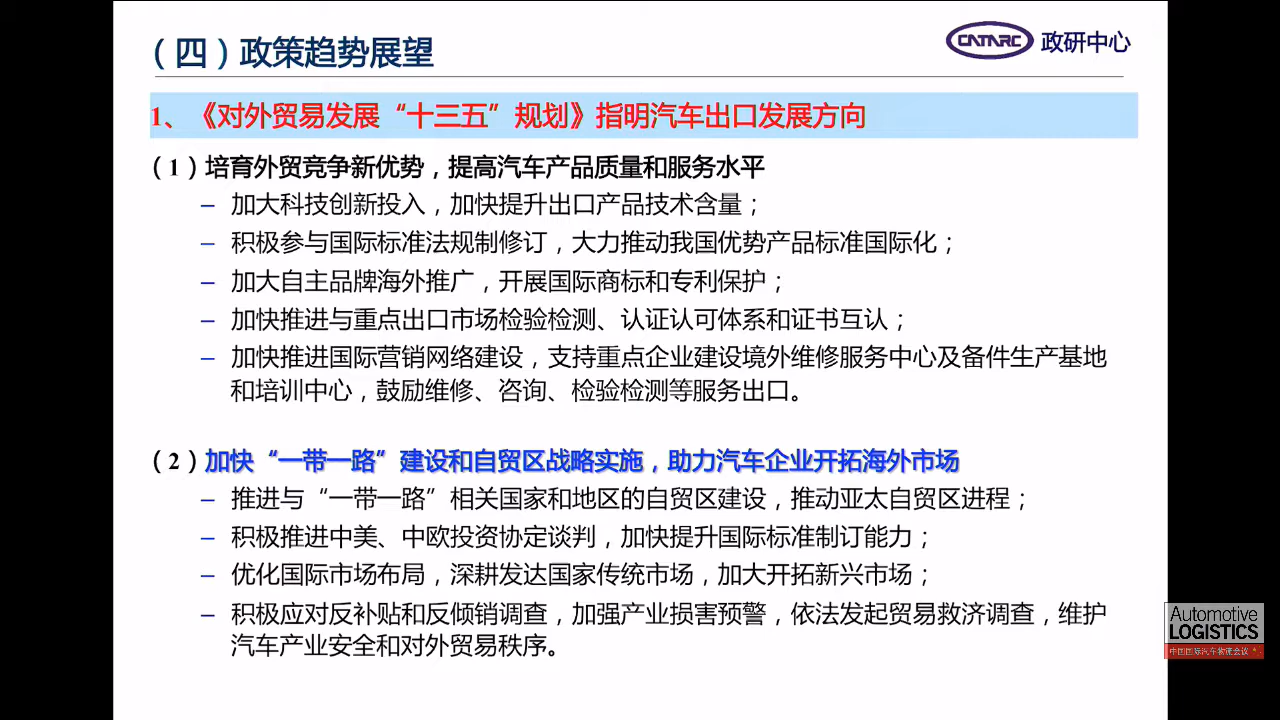 （四）政策趋势展望
CATARC 政研中心
1、《对外贸易发展“十三五”规划》指明汽车出口发展方向
（1）培育外贸竞争新优势，提高汽车产品质量和服务水平
– 加大科技创新投入，加快提升出口产品技术含量；
– 积极参与国际标准法规制修订，大力推动我国优势产品标准国际化；
– 加大自主品牌海外推广，开展国际商标和专利保护；
– 加快推进与重点出口市场检验检测、认证认可体系和证书互认；
– 加快推进国际营销网络建设，支持重点企业建设境外维修服务中心及备件生产基地
和培训中心，鼓励维修、咨询、检验检测等服务出口。
（2）加快“一带一路”建设和自贸区战略实施，助力汽车企业开拓海外市场
– 推进与“一带一路”相关国家和地区的自贸区建设，推动亚太自贸区进程；
– 积极推进中美、中欧投资协定谈判，加快提升国际标准制订能力；
– 优化国际市场布局，深耕发达国家传统市场，加大开拓新兴市场；
– 积极应对反补贴和反倾销调查，加强产业损害预警，依法发起贸易救济调查，维护
汽车产业安全和对外贸易秩序。
Automotive
LOGISTICS
中国国际汽车物流会议